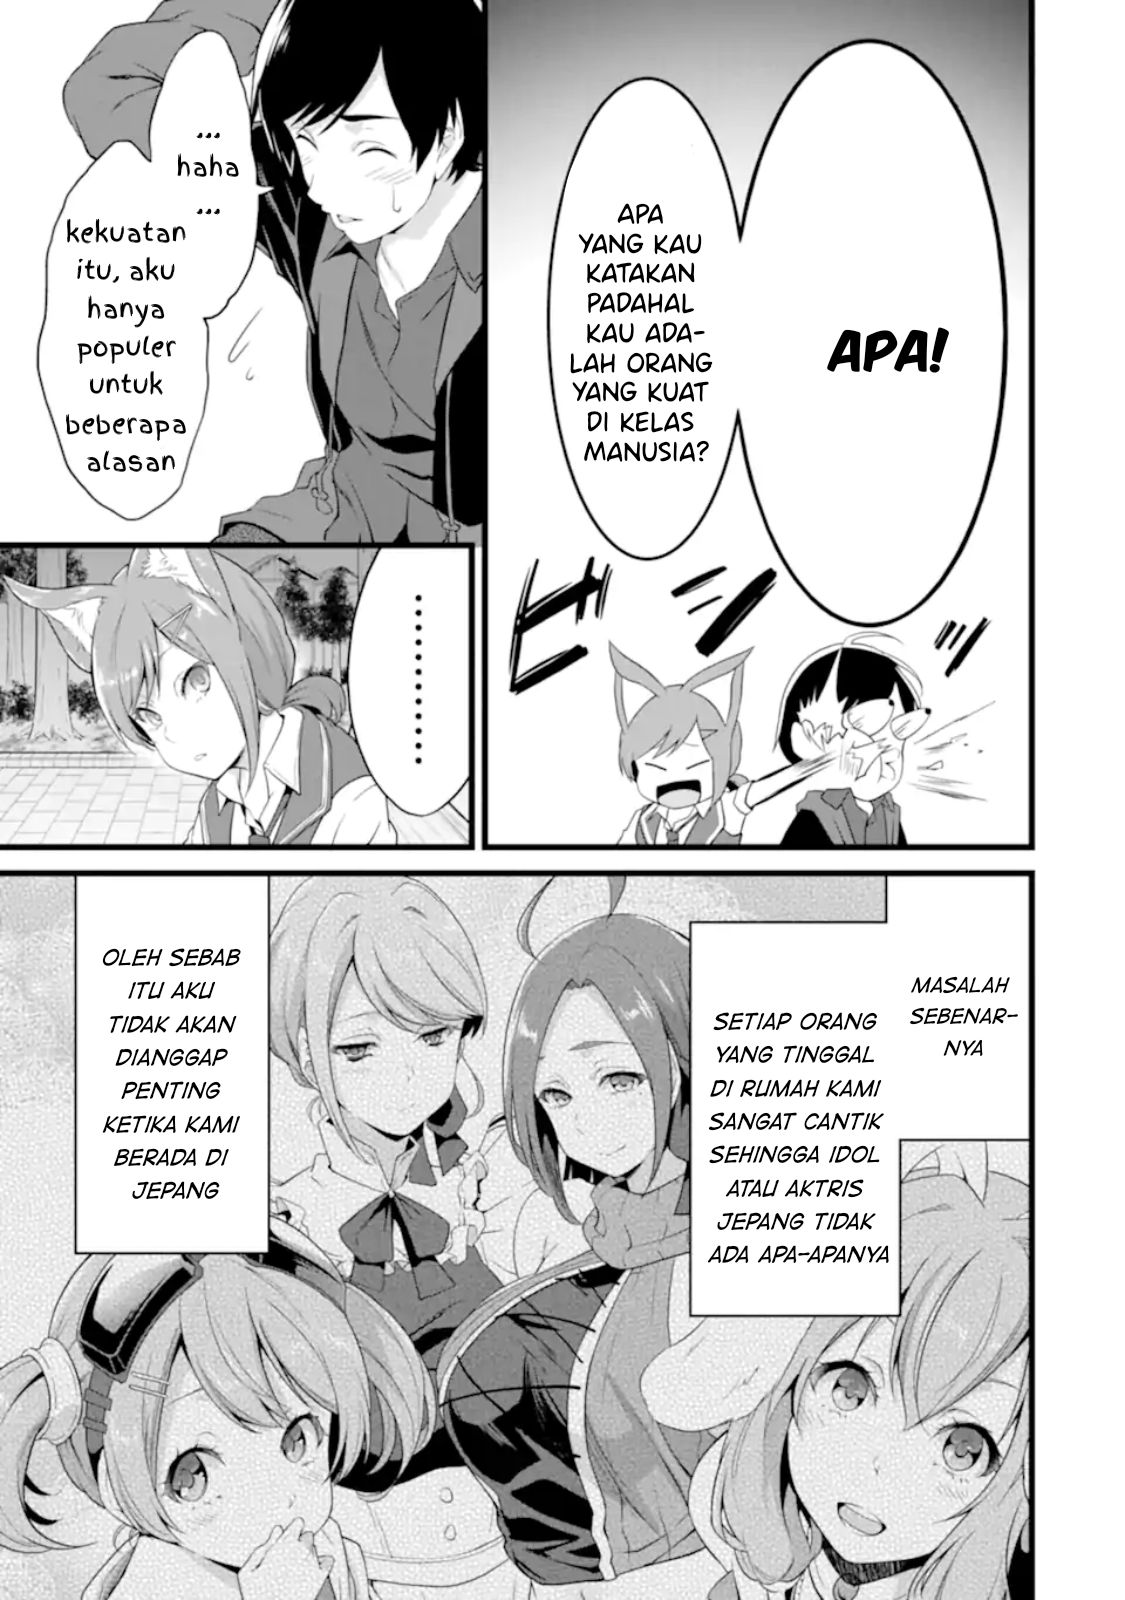 APA!
APA
YANG KAU
KATAKAN
PADAHAL
KAU ADA-
LAH ORANG
YANG KUAT
DI KELAS
MANUSIA?
ビシ
...
haha
...
kekuatan
itu, aku
hanya
populer
untuk
beberapa
alasan
..........
MASALAH
SEBENAR-
NYA
SETIAP ORANG
YANG TINGGAL
DI RUMAH KAMI
SANGAT CANTIK
SEHINGGA IDOL
ATAU AKTRIS
JEPANG TIDAK
ADA APA-APANYA
OLEH SEBAB
ITU AKU
TIDAK AKAN
DIANGGAP
PENTING
KETIKA KAMI
BERADA DI
JEPANG